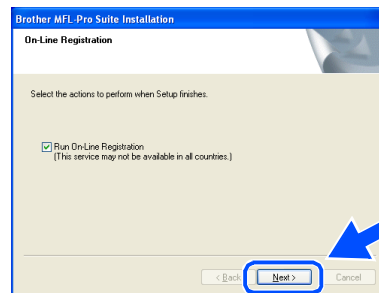 Brother MFL-Pro Suite Installation
On-Line Registration
Select the actions to perform when Setup finishes.
Run On-Line Registration
(This service may not be available in all countries.)
< Back
Next >
Cancel